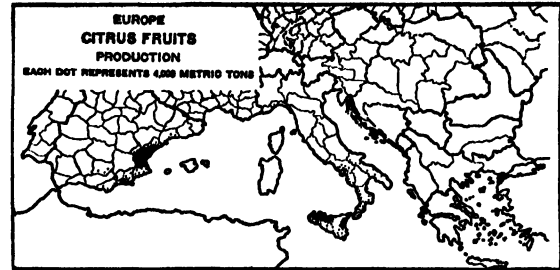 EUROPE
CITRUS FRUITS
PRODUCTION
EACH DOT REPRESENTS 4,000 METRIC TONS